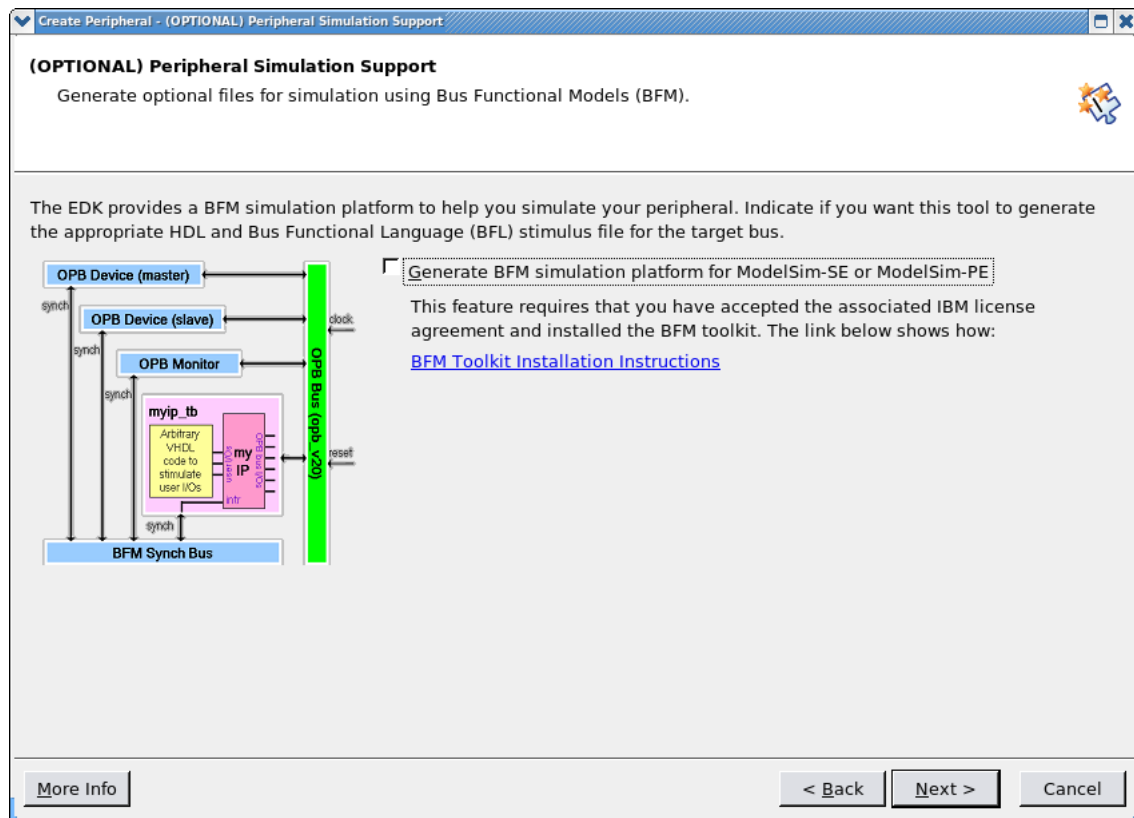 Create Peripheral - (OPTIONAL) Peripheral Simulation Support
(OPTIONAL) Peripheral Simulation Support
Generate optional files for simulation using Bus Functional Models (BFM).
The EDK provides a BFM simulation platform to help you simulate your peripheral. Indicate if you want this tool to generate
the appropriate HDL and Bus Functional Language (BFL) stimulus file for the target bus.
OPB Device (master)
synch
OPB Device (slave)
clock
synch
OPB Monitor
synch
OPB Bus (opb_v20)
myip_tb
Arbitrary
VHDL
code to
stimulate
user I/Os
user I/Os
my
IP
OPB Bus I/Os
intr
reset
synch
BFM Synch Bus
Generate BFM simulation platform for ModelSim-SE or ModelSim-PE
This feature requires that you have accepted the associated IBM license
agreement and installed the BFM toolkit. The link below shows how:
BFM Toolkit Installation Instructions
More Info
< Back
Next >
Cancel